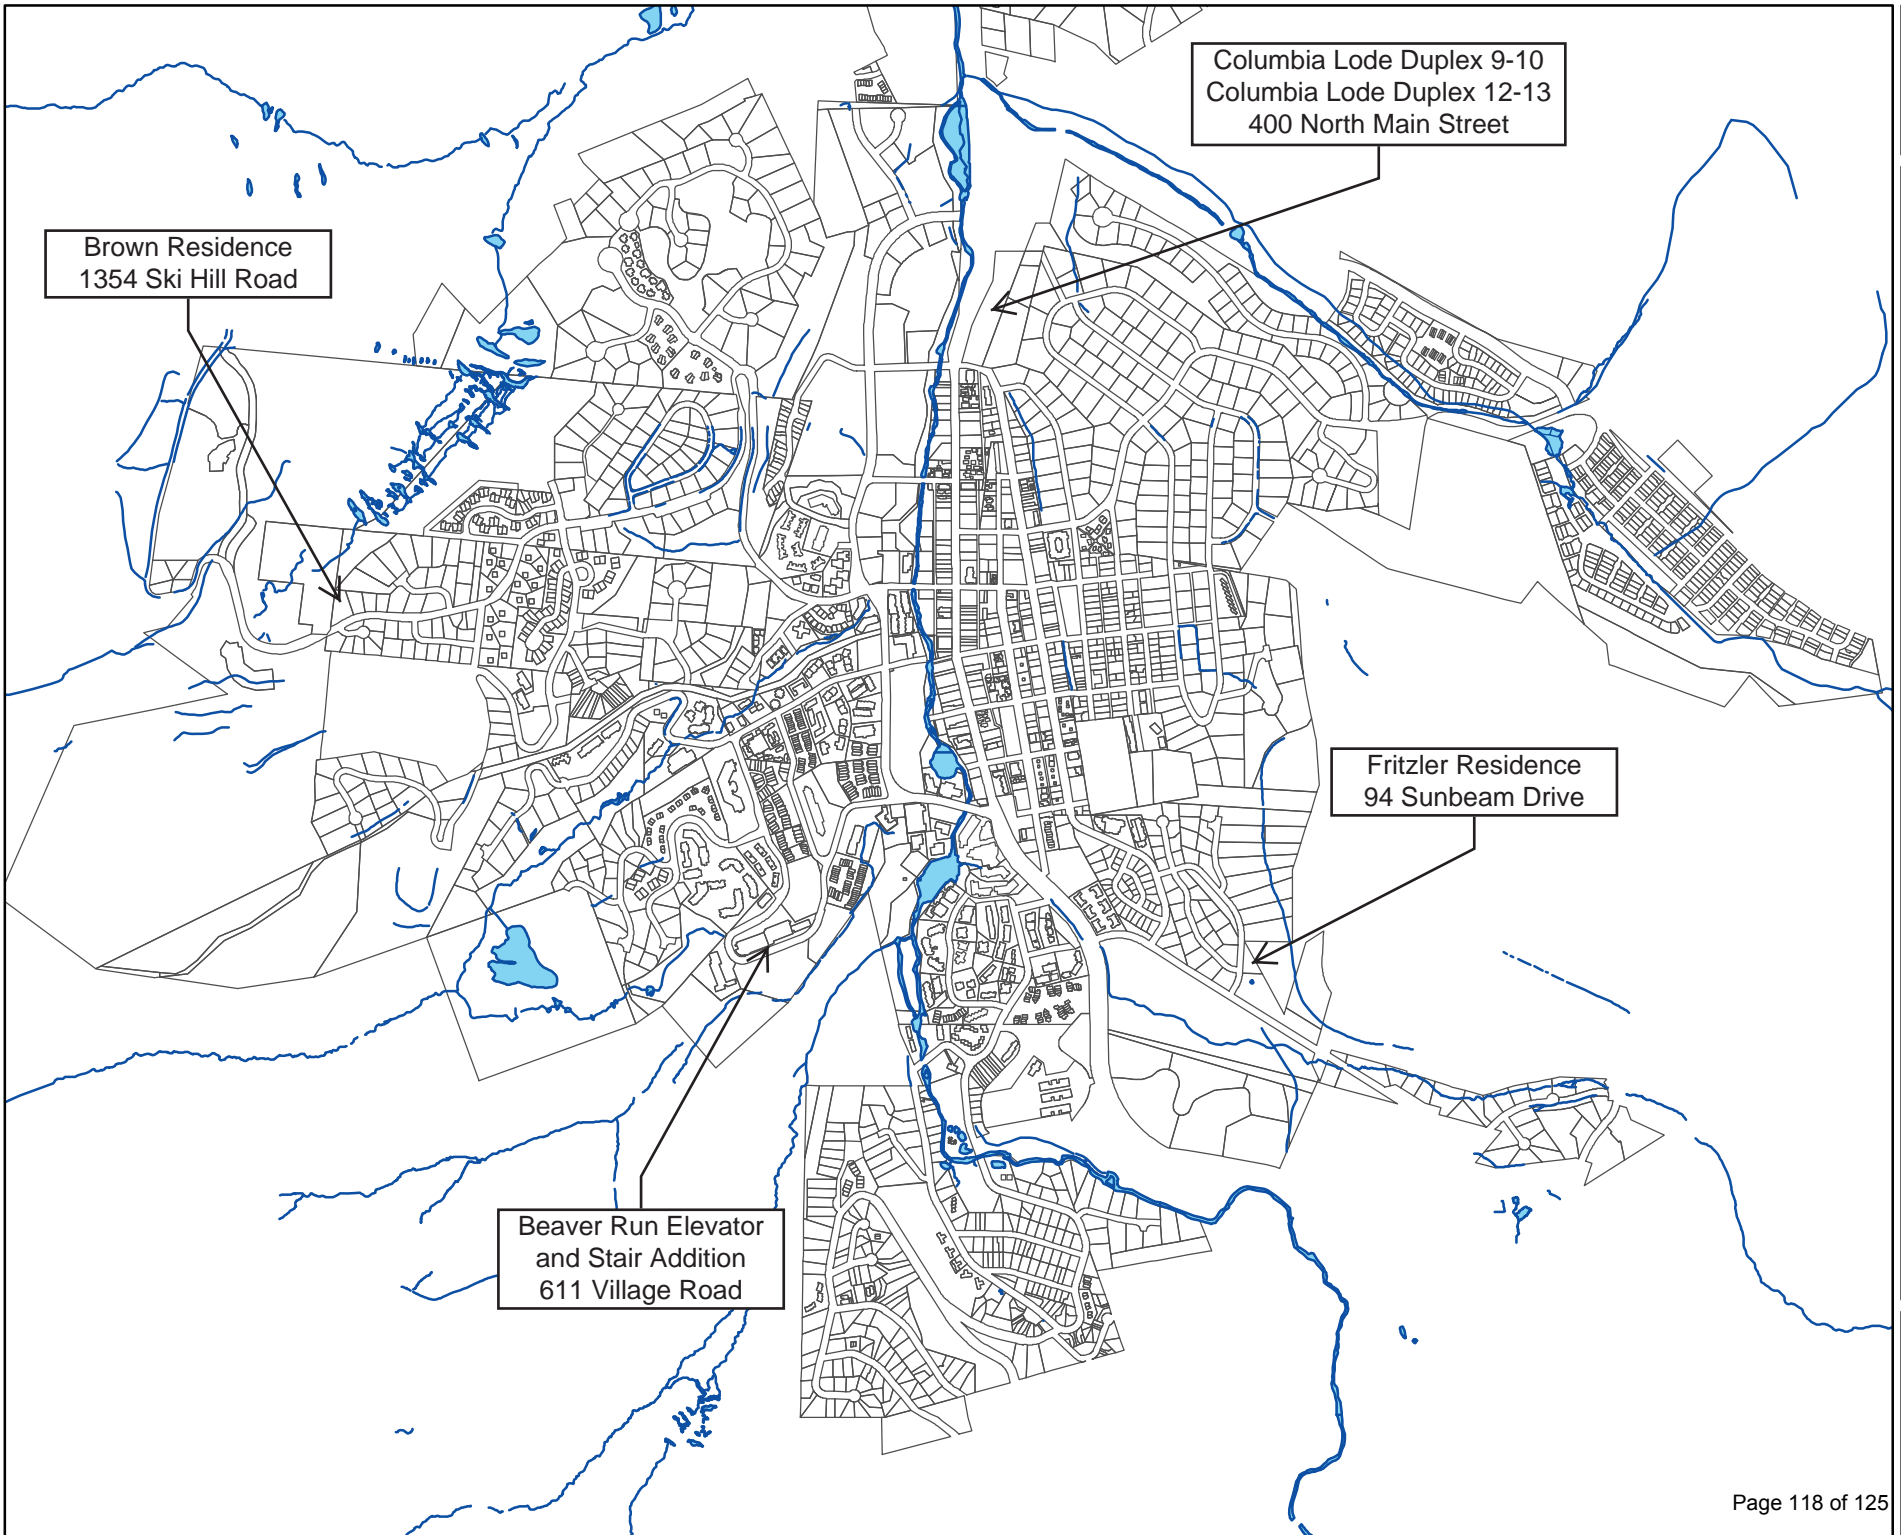 Columbia Lode Duplex 9-10
Columbia Lode Duplex 12-13
400 North Main Street
Brown Residence
1354 Ski Hill Road
Fritzler Residence
94 Sunbeam Drive
Beaver Run Elevator
and Stair Addition
611 Village Road
Page 118 of 125